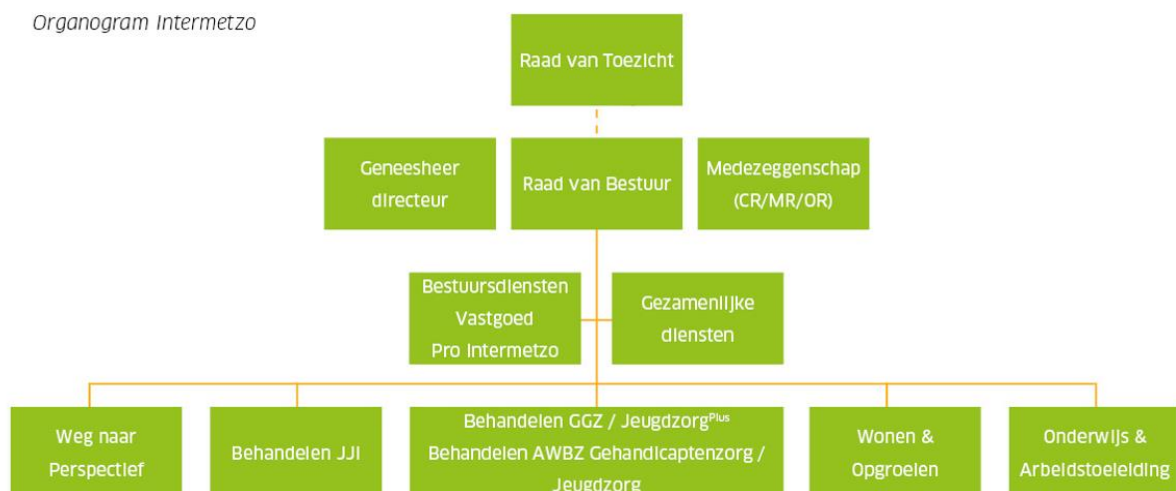 Organogram Intermetzo
Raad van Toezicht
Geneesheer
directeur
Raad van Bestuur
Medezeggenschap
(CR/MR/OR)
Bestuursdiensten
Vastgoed
Pro Intermetzo
Gezamenlijke
diensten
Weg naar
Perspectief
Behandelen JJI
Behandelen GGZ / Jeugdzorgᴾˡᵘˢ
Behandelen AWBZ Gehandicaptenzorg /
Jeugdzorg
Wonen &
Opgroeien
Onderwijs &
Arbeidstoeleiding